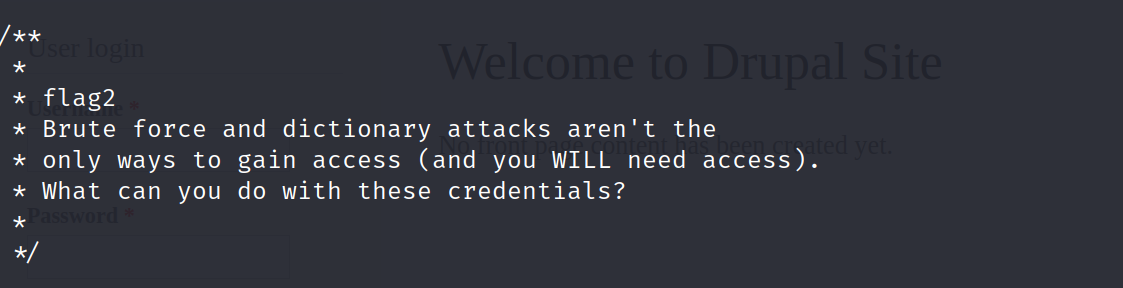 /**
 *
 * flag2
 * Brute force and dictionary attacks aren't the
 * only ways to gain access (and you WILL need access).
 * What can you do with these credentials?
 *
 */
User login
Username *
Password *
Welcome to Drupal Site
No front page content has been created yet.